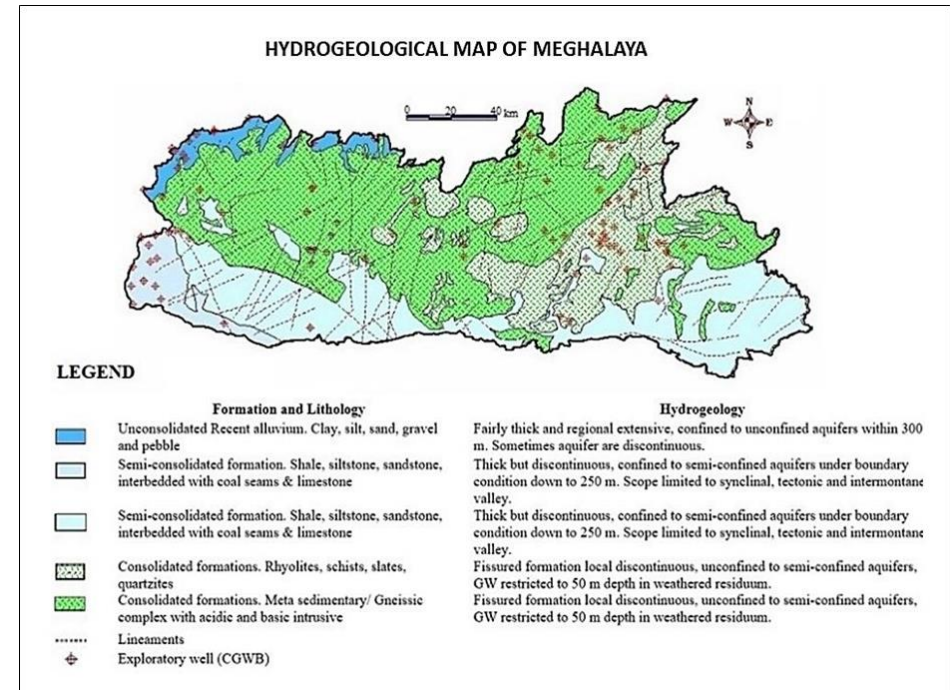 HYDROGEOLOGICAL MAP OF MEGHALAYA
0 20 40 km
N
W E
S
LEGEND
Formation and Lithology
Unconsolidated Recent alluvium. Clay, silt, sand, gravel
and pebble
Semi-consolidated formation. Shale, siltstone, sandstone,
interbedded with coal seams & limestone
Semi-consolidated formation. Shale, siltstone, sandstone,
interbedded with coal seams & limestone
Consolidated formations. Rhyolites, schists, slates,
quartzites
Consolidated formations. Meta sedimentary/ Gneissic
complex with acidic and basic intrusive
Lineaments
Exploratory well (CGWB)
Hydrogeology
Fairly thick and regional extensive, confined to unconfined aquifers within 300
m. Sometimes aquifer are discontinuous.
Thick but discontinuous, confined to semi-confined aquifers under boundary
condition down to 250 m. Scope limited to synclinal, tectonic and intermontane
valley.
Thick but discontinuous, confined to semi-confined aquifers under boundary
condition down to 250 m. Scope limited to synclinal, tectonic and intermontane
valley.
Fissured formation local discontinuous, unconfined to semi-confined aquifers,
GW restricted to 50 m depth in weathered residuum.
Fissured formation local discontinuous, unconfined to semi-confined aquifers,
GW restricted to 50 m depth in weathered residuum.